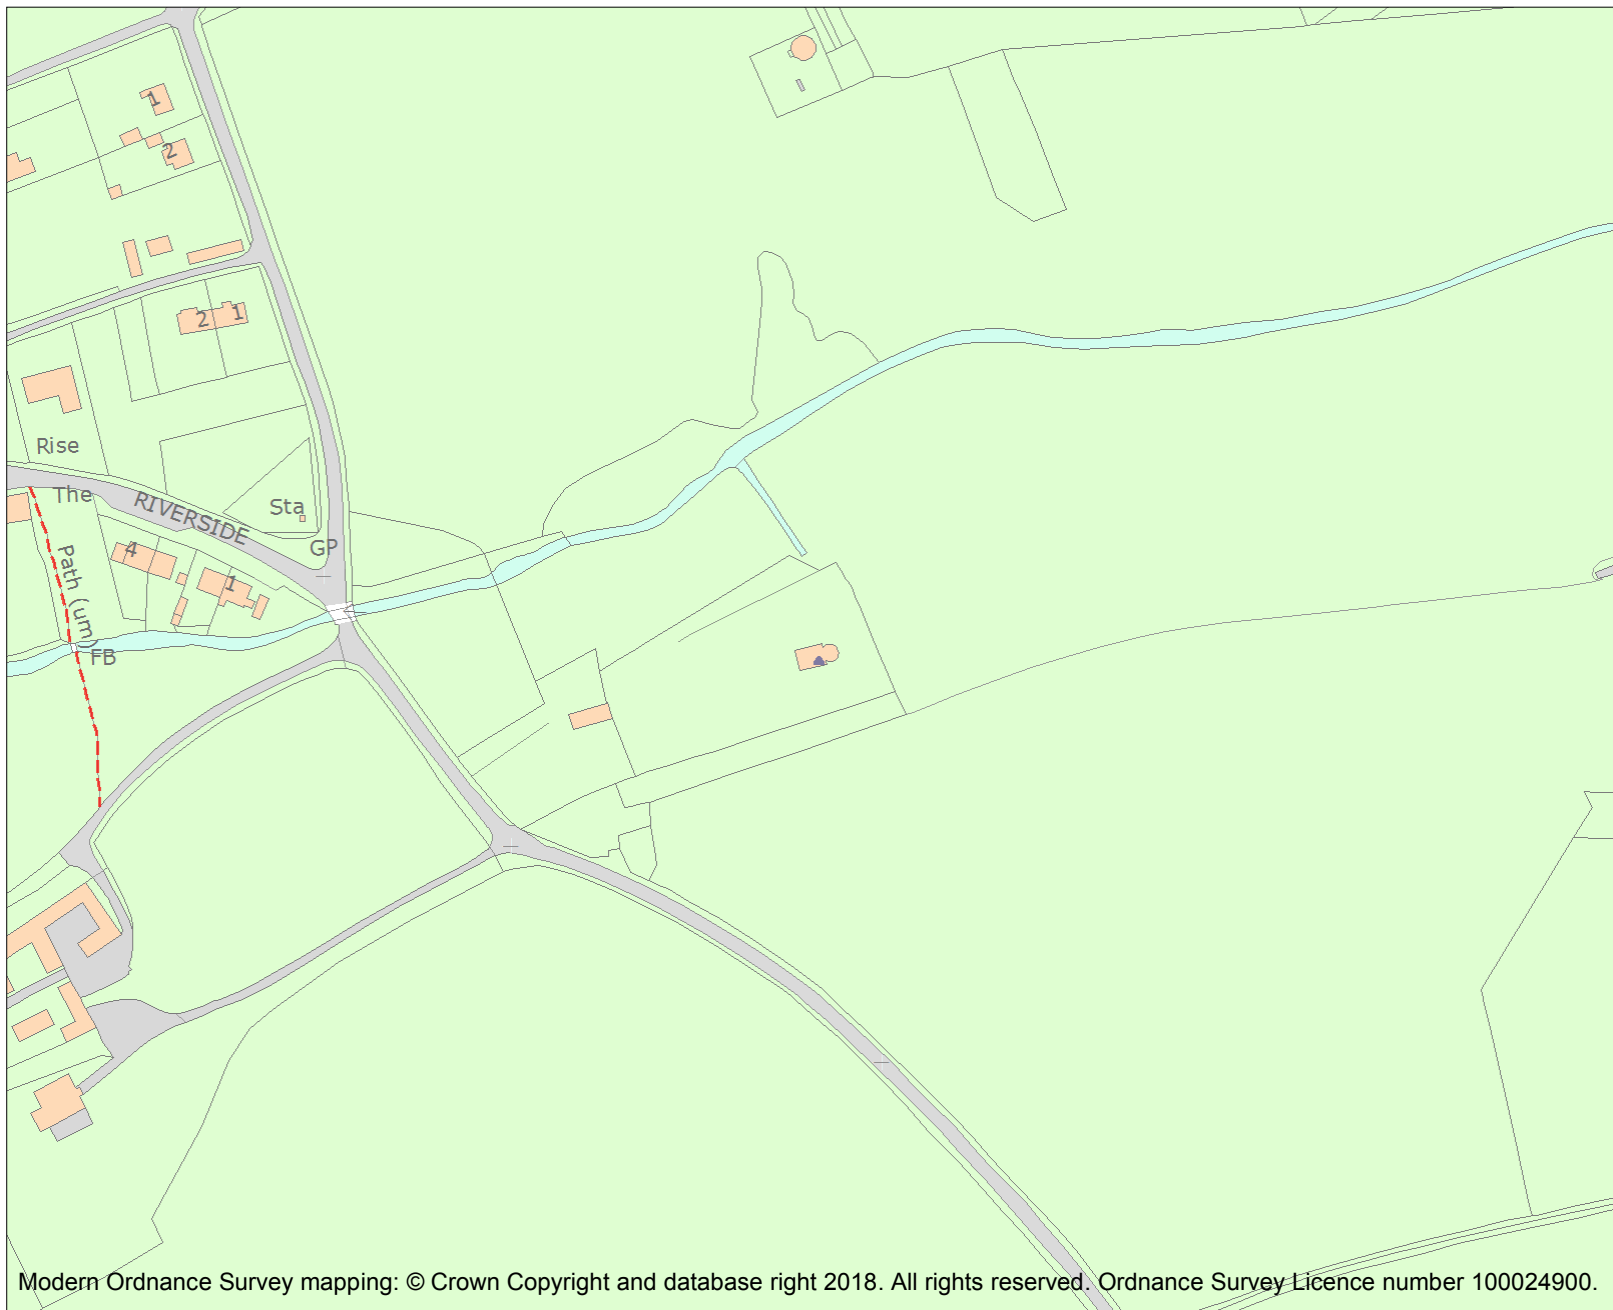 1
2
2 1
Rise
The
RIVERSIDE
Sta
GP
4
1
Path (um)
FB
Modern Ordnance Survey mapping: © Crown Copyright and database right 2018. All rights reserved. Ordnance Survey Licence number 100024900.